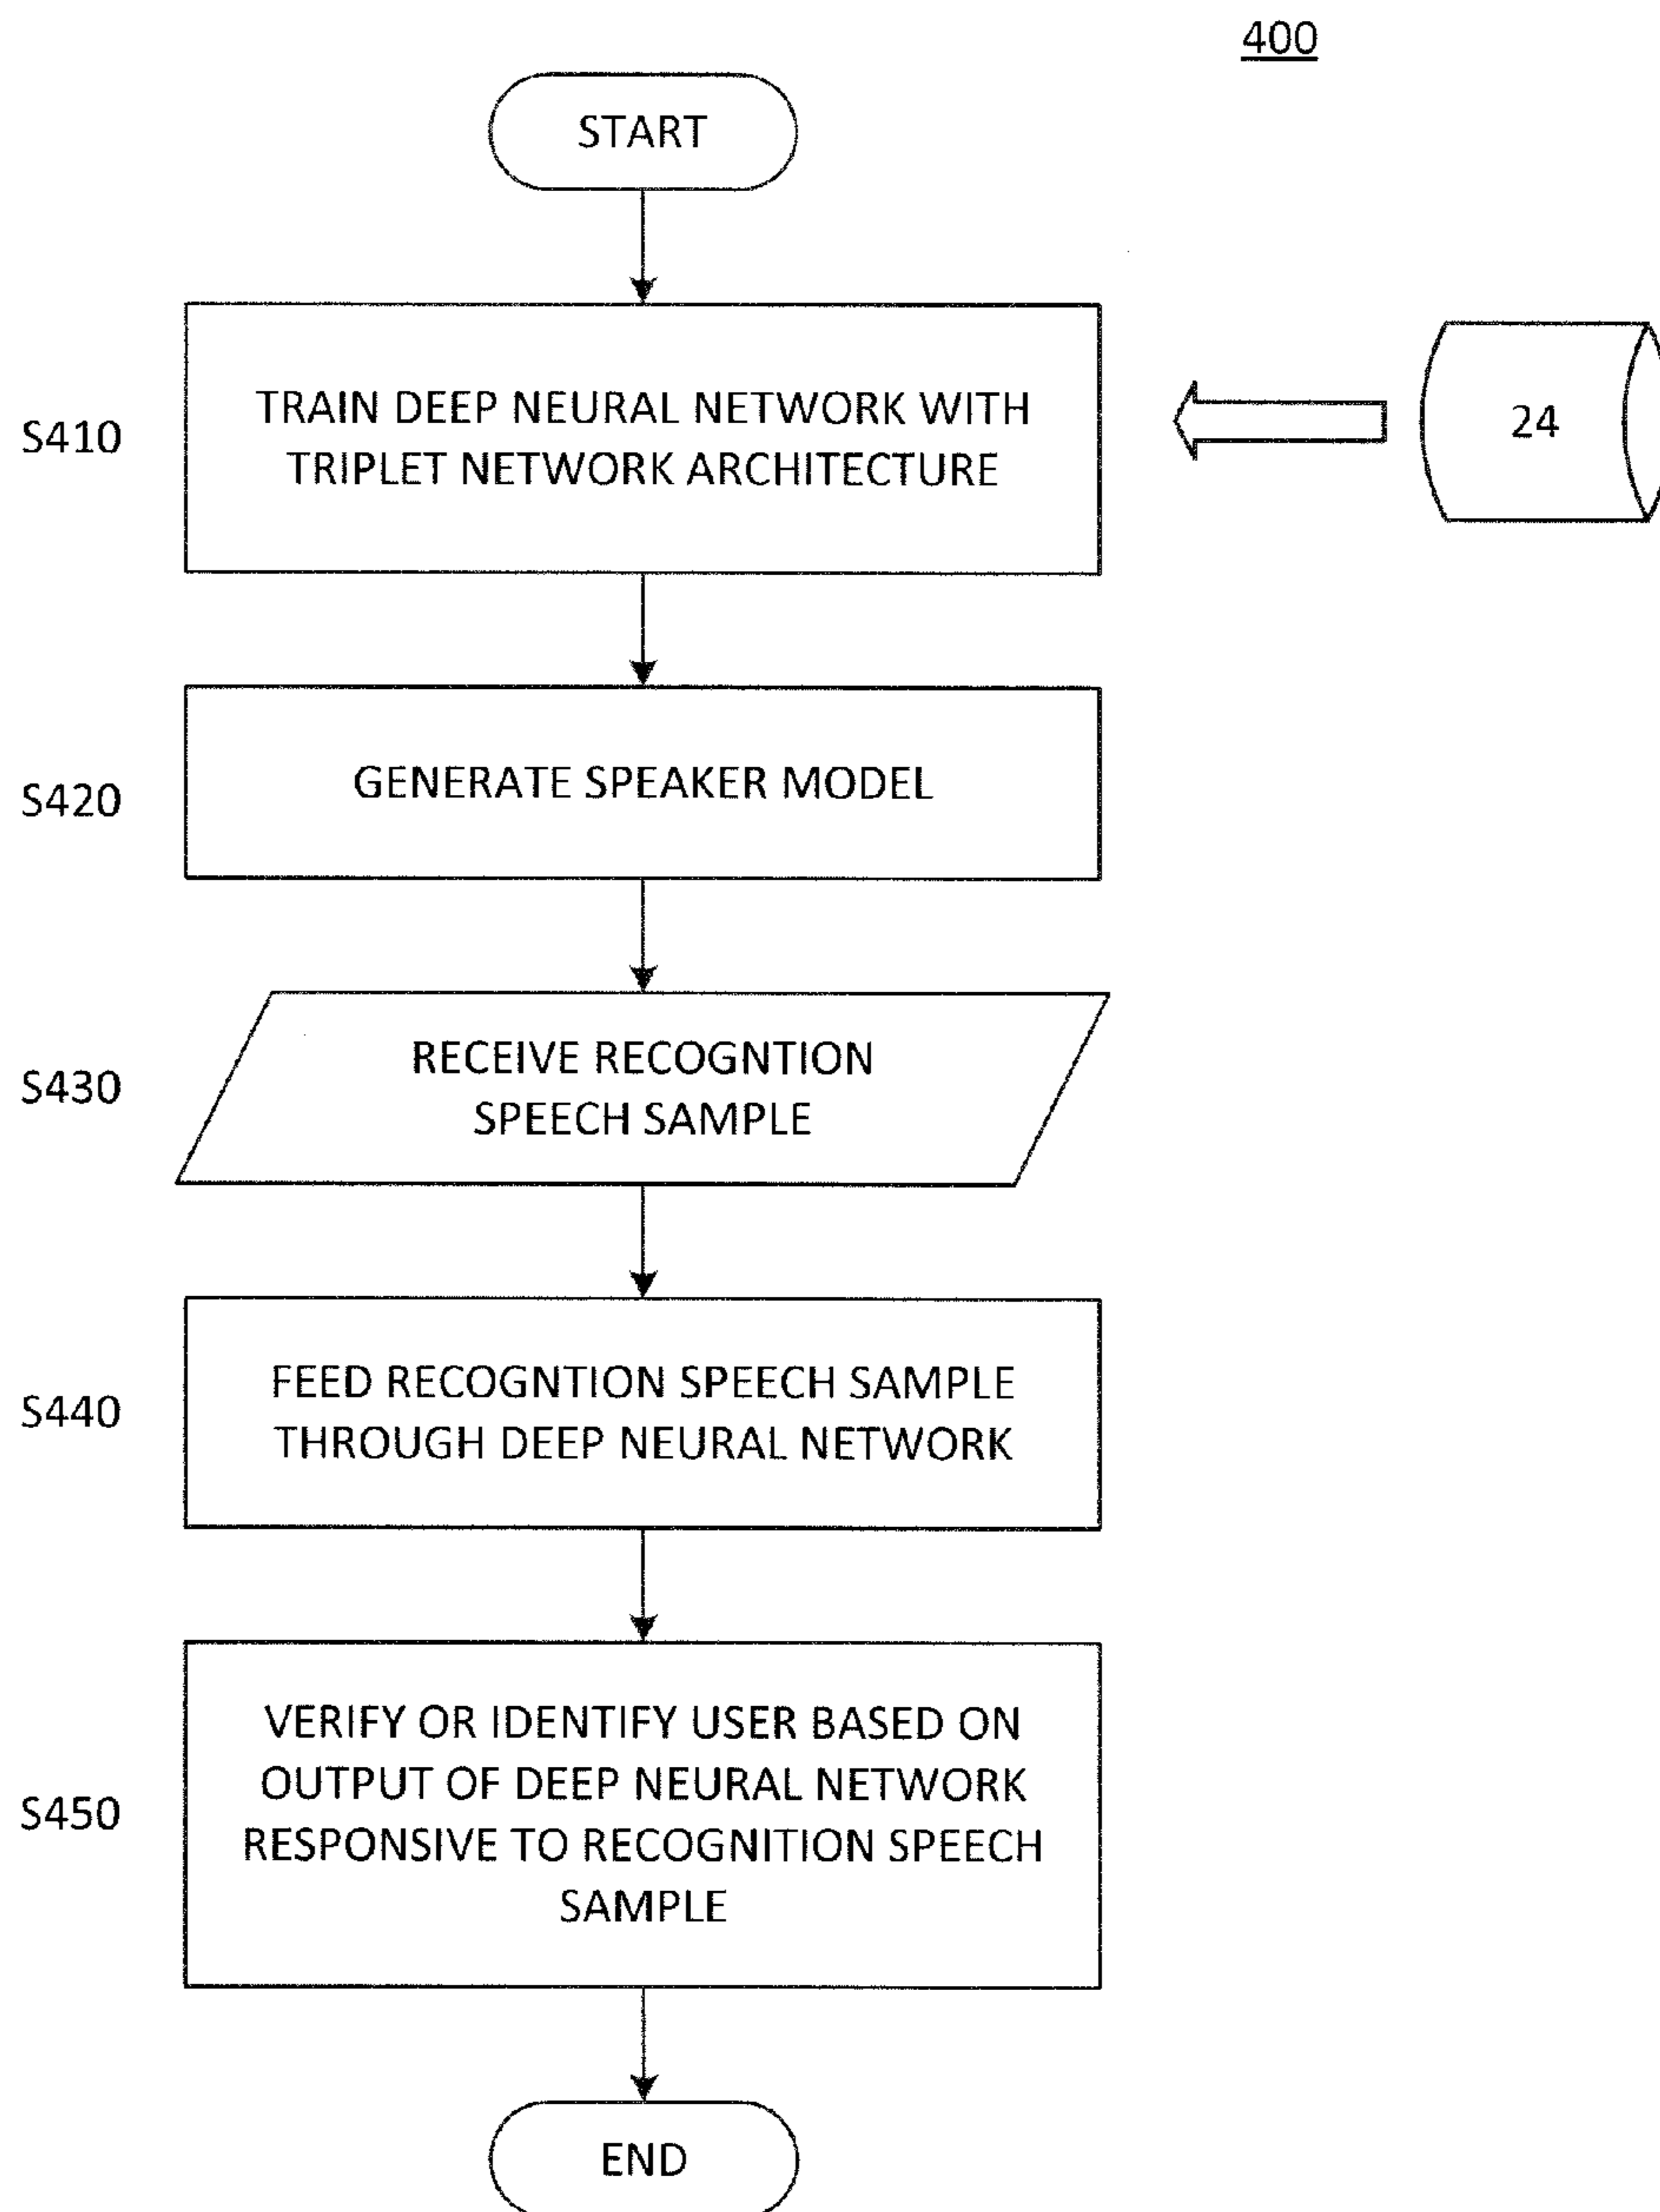 400
START
S410
TRAIN DEEP NEURAL NETWORK WITH
TRIPLET NETWORK ARCHITECTURE
24
S420
GENERATE SPEAKER MODEL
S430
RECEIVE RECOGNTION
SPEECH SAMPLE
S440
FEED RECOGNTION SPEECH SAMPLE
THROUGH DEEP NEURAL NETWORK
S450
VERIFY OR IDENTIFY USER BASED ON
OUTPUT OF DEEP NEURAL NETWORK
RESPONSIVE TO RECOGNITION SPEECH
SAMPLE
END